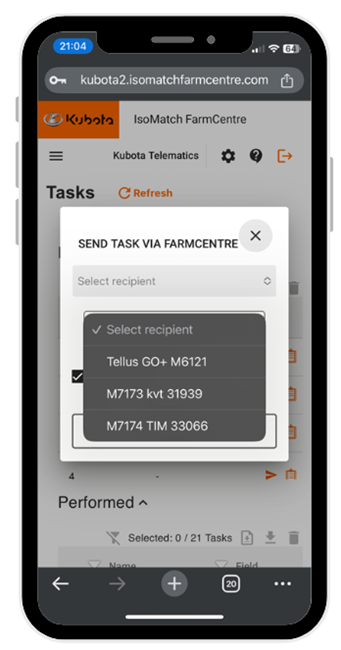 21:04
64
kubota2.isomatchfarmcentre.com
Kubota
IsoMatch FarmCentre
Kubota Telematics
Tasks
Refresh
SEND TASK VIA FARMCENTRE
Select recipient
✓ Select recipient
Tellus GO+ M6121
M7173 kvt 31939
M7174 TIM 33066
4 -
Performed
Selected: 0 / 21 Tasks
Name Field
20